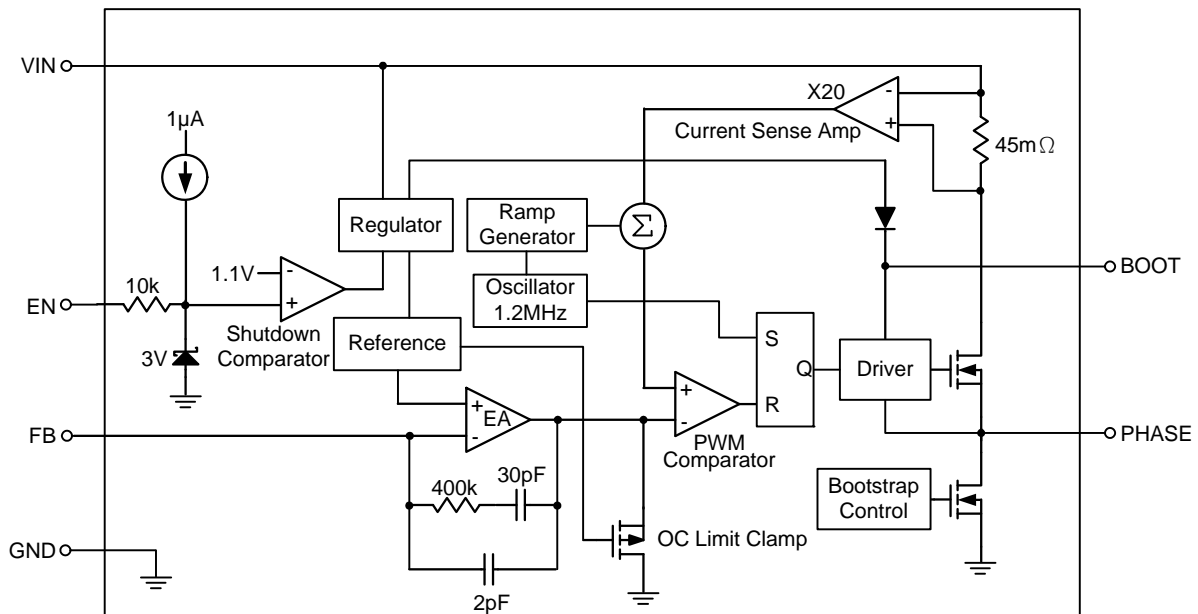 VIN
X20
-
+
Current Sense Amp
45mΩ
1µA
Regulator
Ramp
Generator
Σ
1.1V
-
+
Shutdown
Comparator
10k
EN
Oscillator
1.2MHz
BOOT
3V
Reference
S
Q
R
Driver
+
-
EA
+
-
PWM
Comparator
FB
PHASE
400k
30pF
Bootstrap
Control
OC Limit Clamp
GND
2pF